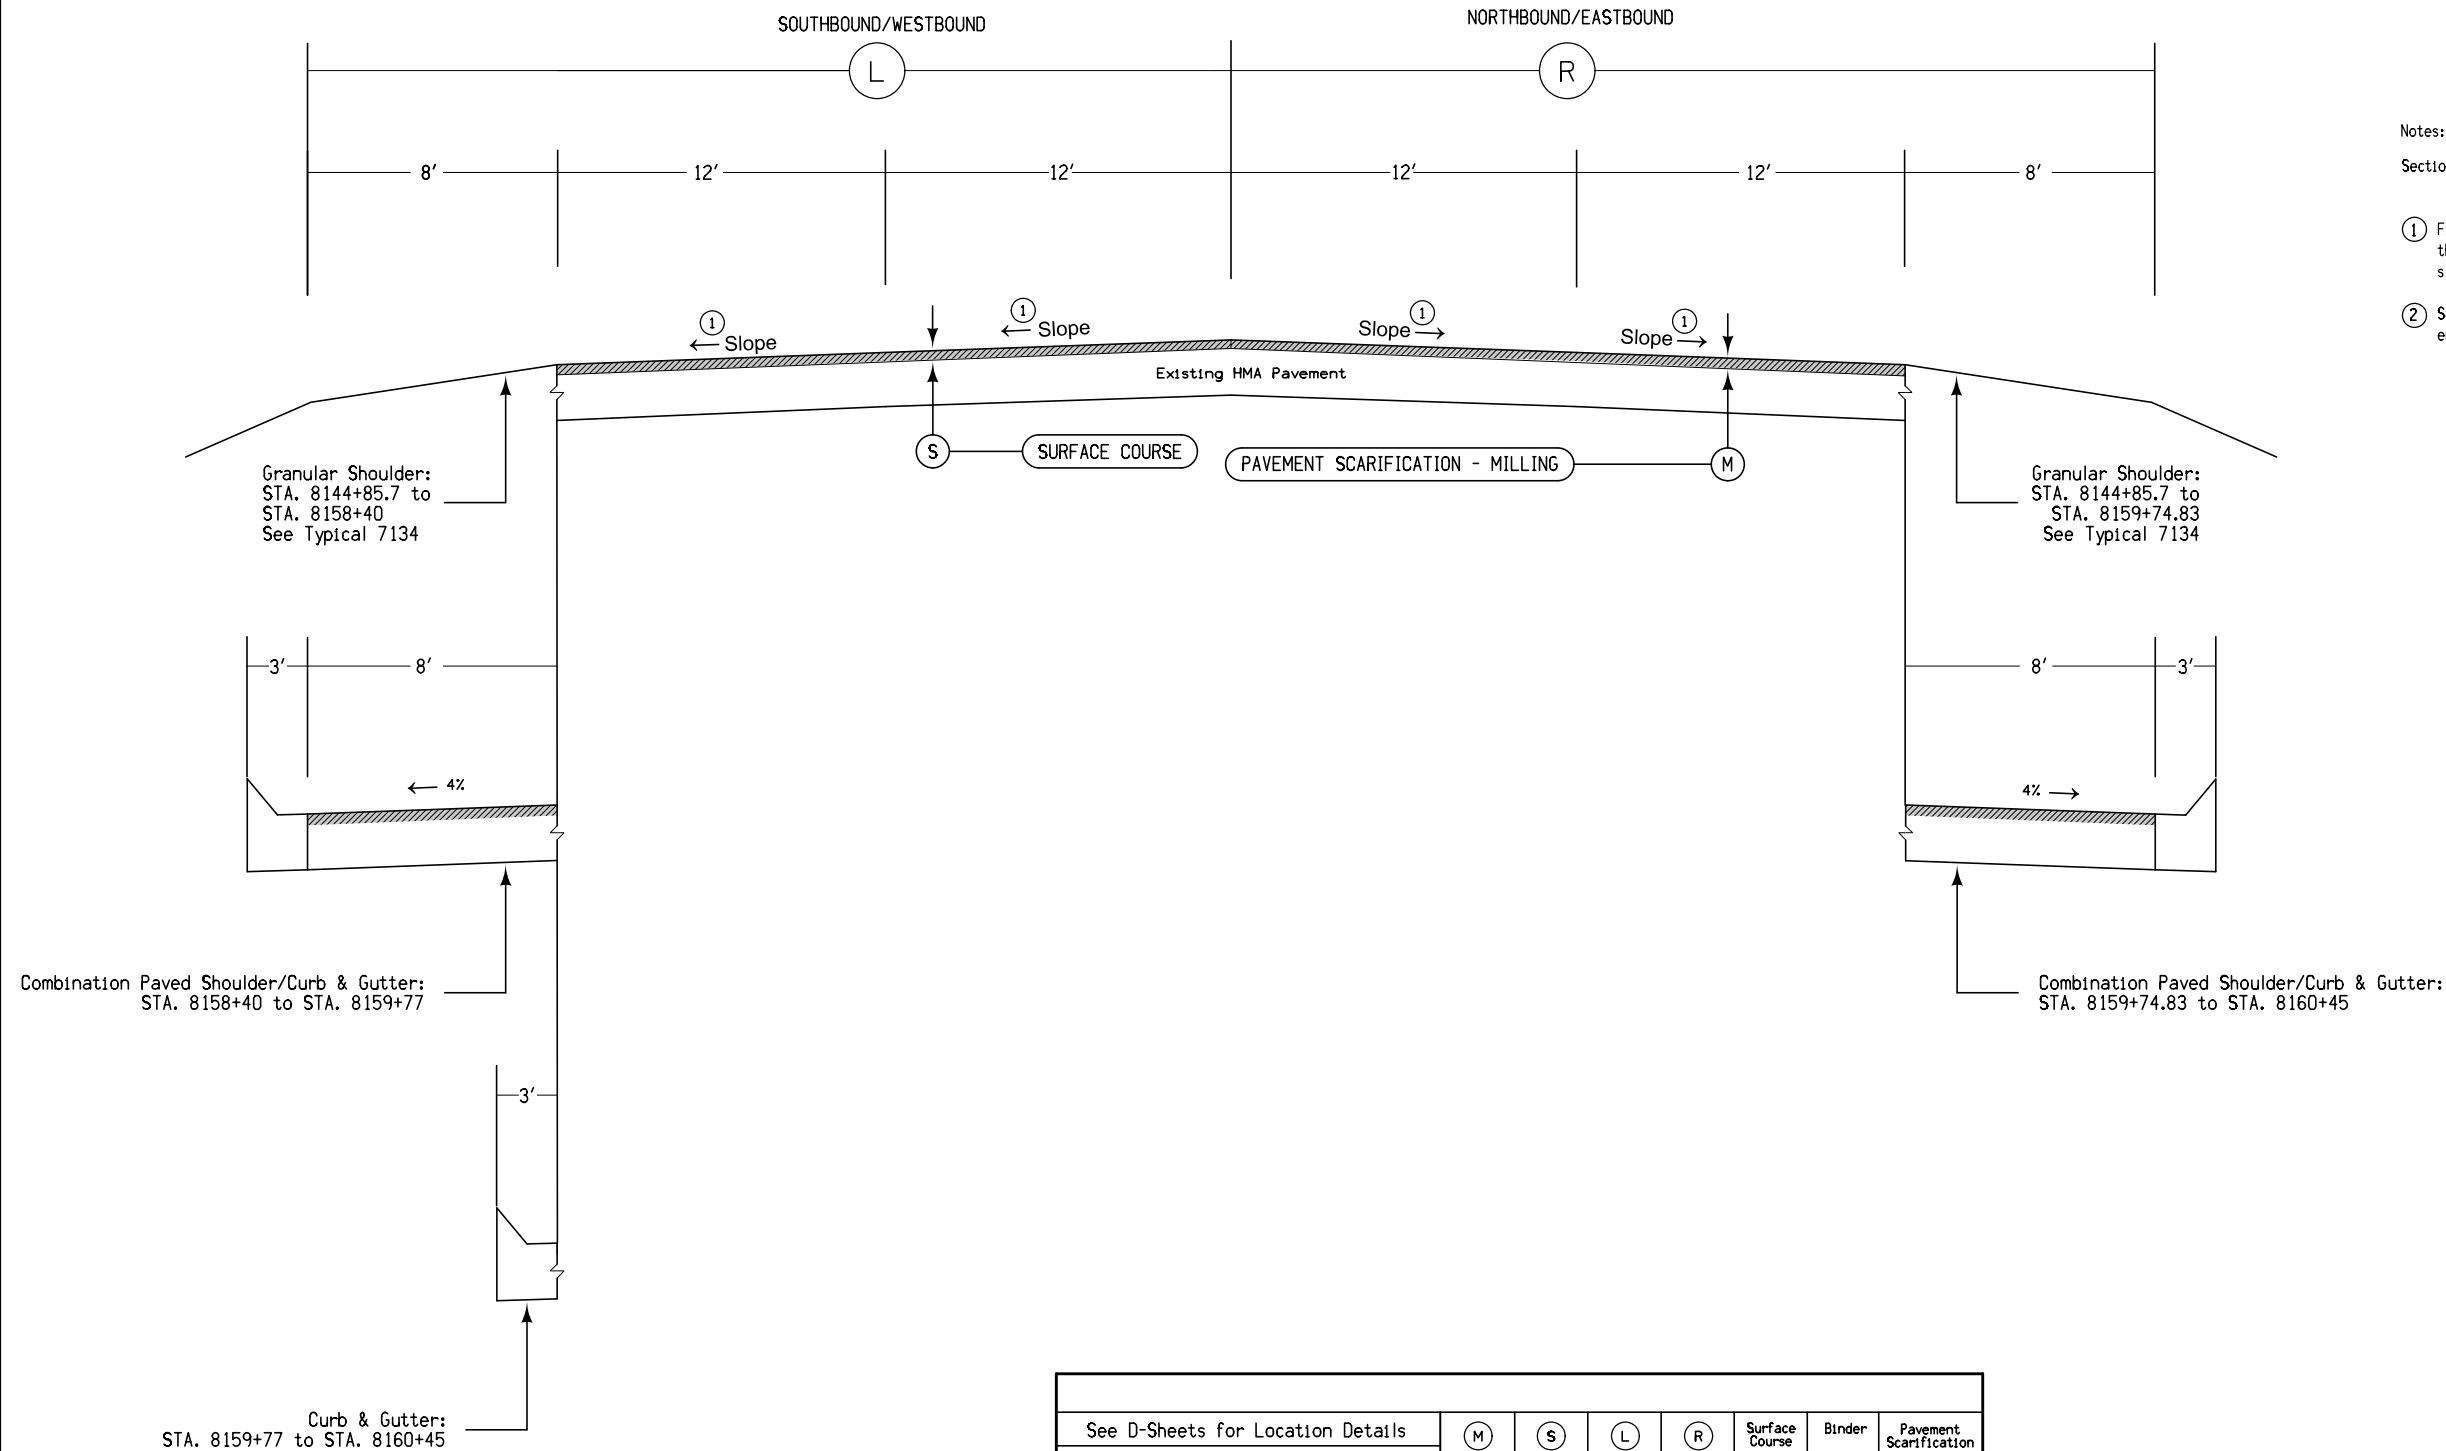 SOUTHBOUND/WESTBOUND
NORTHBOUND/EASTBOUND
L
R
8'
12'
12'
12'
12'
8'
Notes:
1
2
1
Slope
1
Slope
Slope
1
Slope
1
Existing HMA Pavement
S
SURFACE COURSE
PAVEMENT SCARIFICATION - MILLING
M
Granular Shoulder:
STA. 8144+85.7 to
STA. 8158+40
See Typical 7134
Granular Shoulder:
STA. 8144+85.7 to
STA. 8159+74.83
See Typical 7134
3'
8'
8'
3'
4%
4%
Combination Paved Shoulder/Curb & Gutter:
STA. 8158+40 to STA. 8159+77
Combination Paved Shoulder/Curb & Gutter:
STA. 8159+74.83 to STA. 8160+45
3'
Curb & Gutter:
STA. 8159+77 to STA. 8160+45
See D-Sheets for Location Details
M
S
L
R
Surface
Course
Binder
Pavement
Scarification